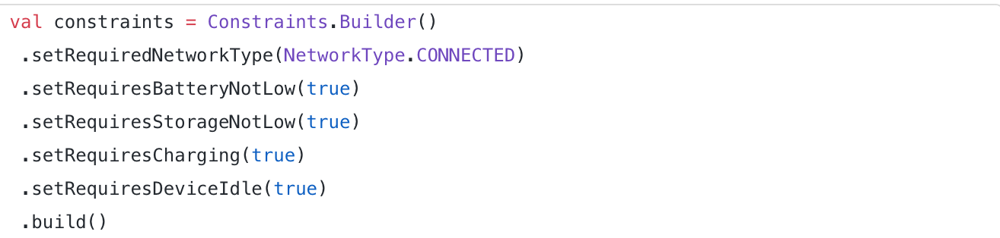 val constraints = Constraints.Builder()
.setRequiredNetworkType(NetworkType.CONNECTED)
.setRequiresBatteryNotLow(true)
.setRequiresStorageNotLow(true)
.setRequiresCharging(true)
.setRequiresDeviceIdle(true)
.build()